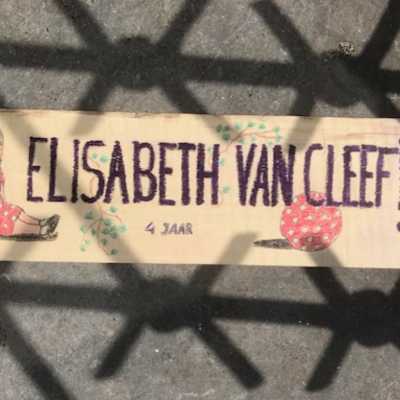 ELISABETH VAN CLEEF
4 JAAR